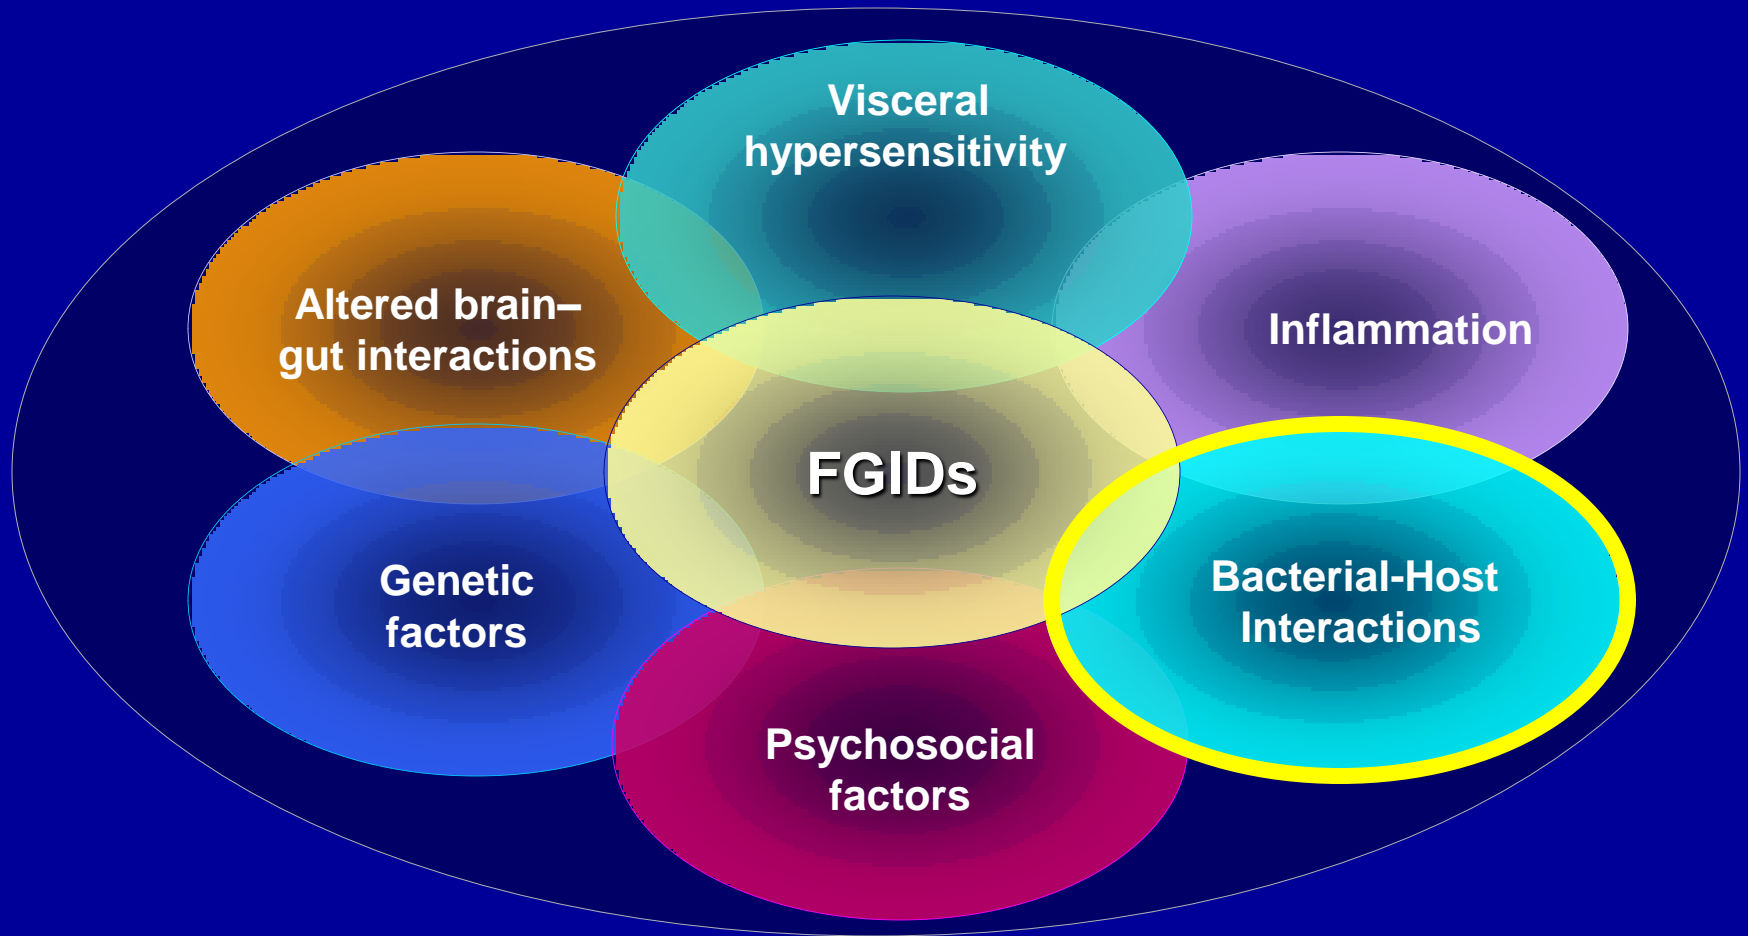 Visceral
hypersensitivity
Altered brain–
gut interactions
Inflammation
FGIDs
Genetic
factors
Bacterial-Host
Interactions
Psychosocial
factors